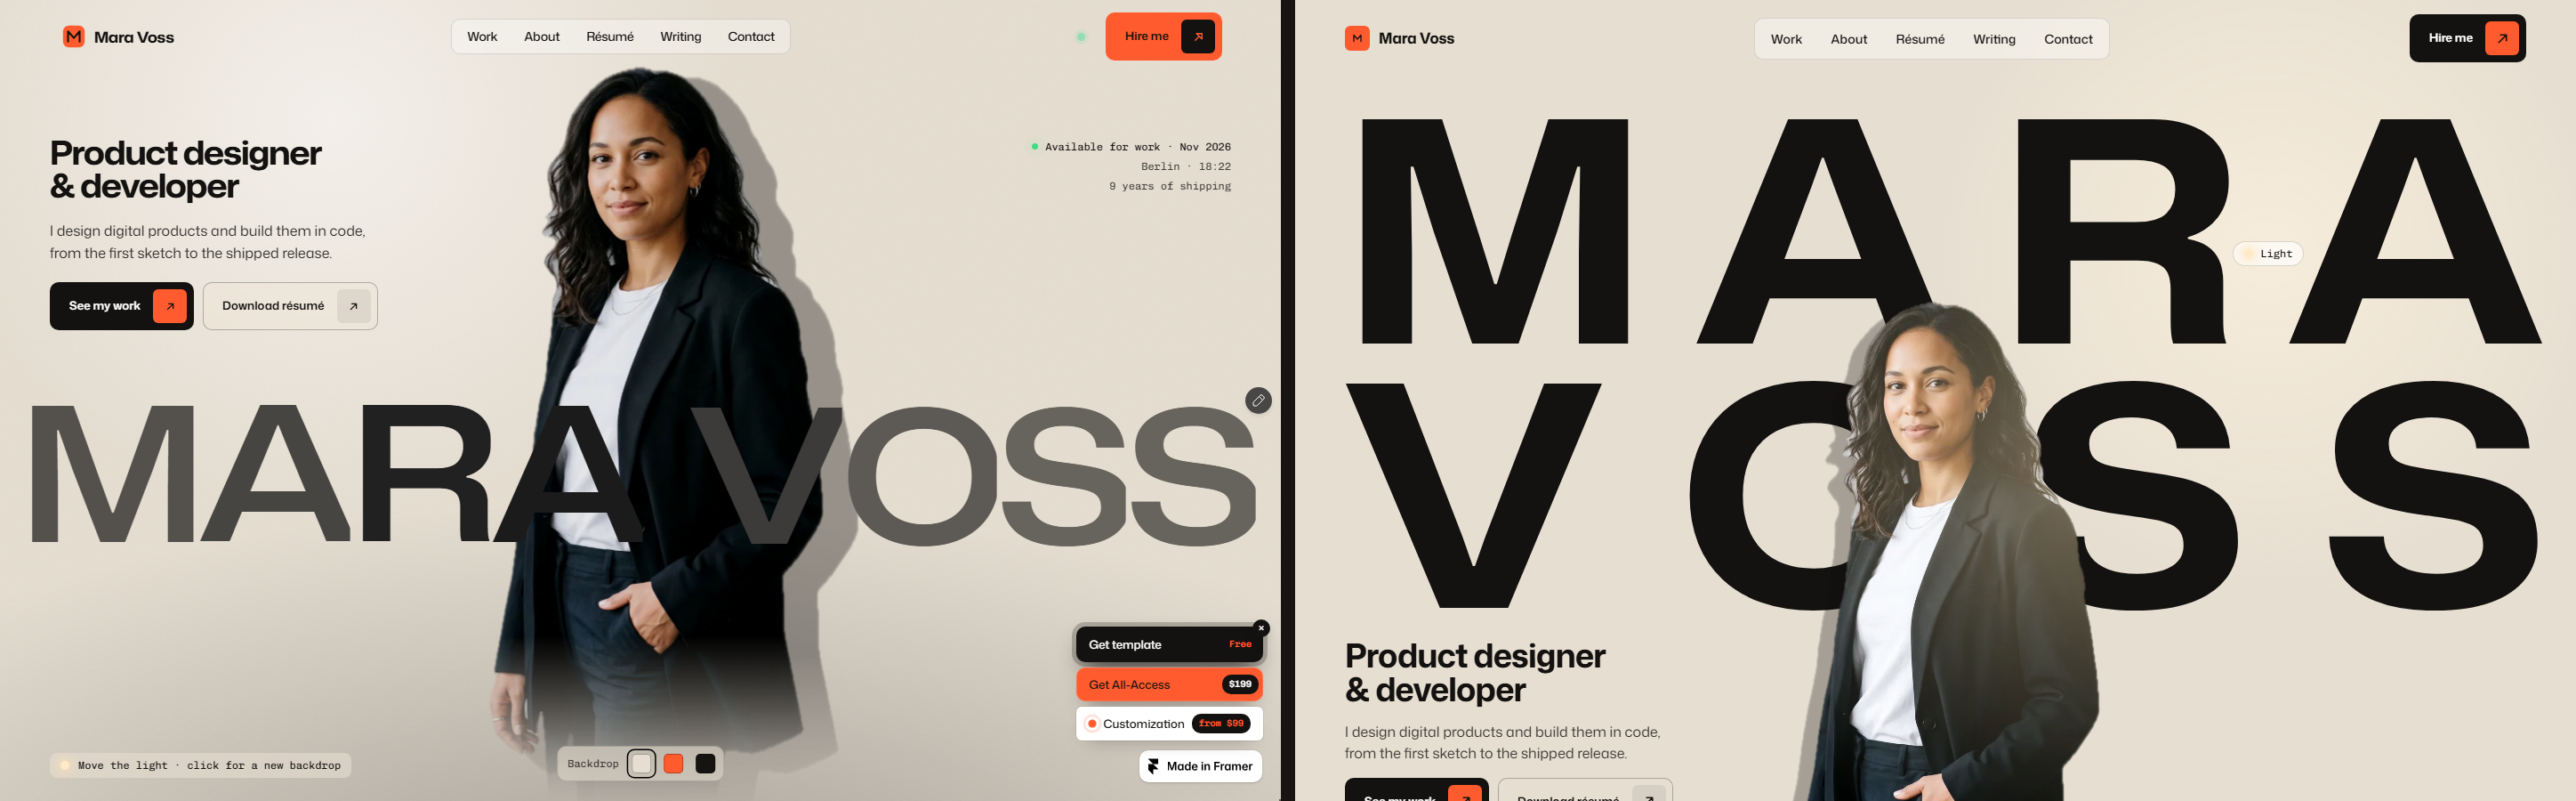 Mara Voss
Work About Résumé Writing Contact
Hire me
Product designer
& developer
I design digital products and build them in code,
from the first sketch to the shipped release.
See my work
Download résumé
Available for work · Nov 2026
Berlin · 18:22
9 years of shipping
MARA VOSS
Get template Free
Get All-Access $199
Customization from $99
Made in Framer
Move the light · click for a new backdrop
Backdrop
Mara Voss
Work About Résumé Writing Contact
Hire me
MARA
Light
VOSS
Product designer
& developer
I design digital products and build them in code,
from the first sketch to the shipped release.
See my work
Download résumé